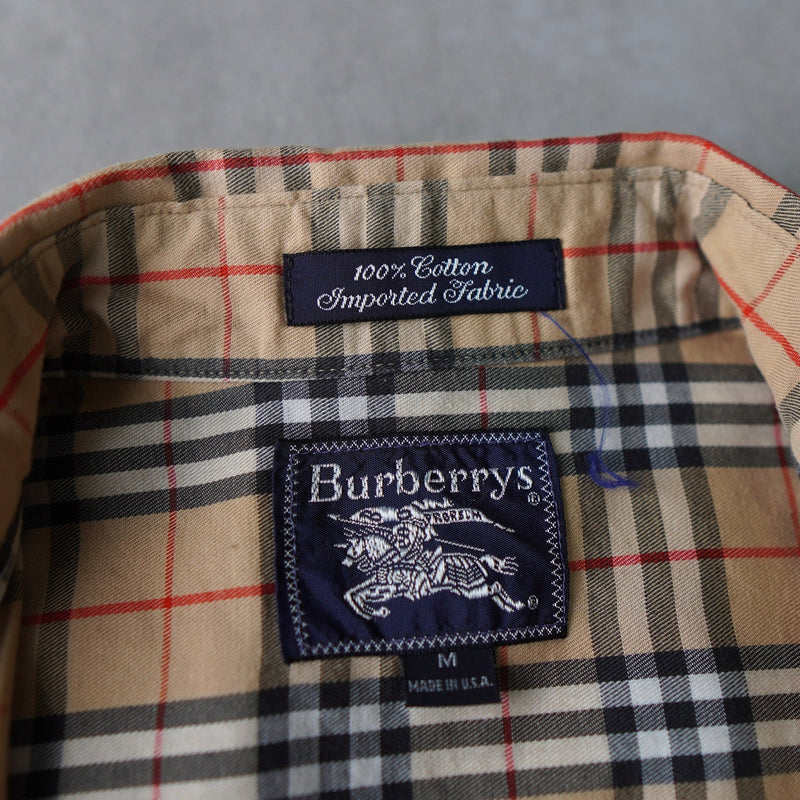 100% Cotton
Imported Fabric
Burberrys®
PRORSUM
®
M
MADE IN U.S.A.